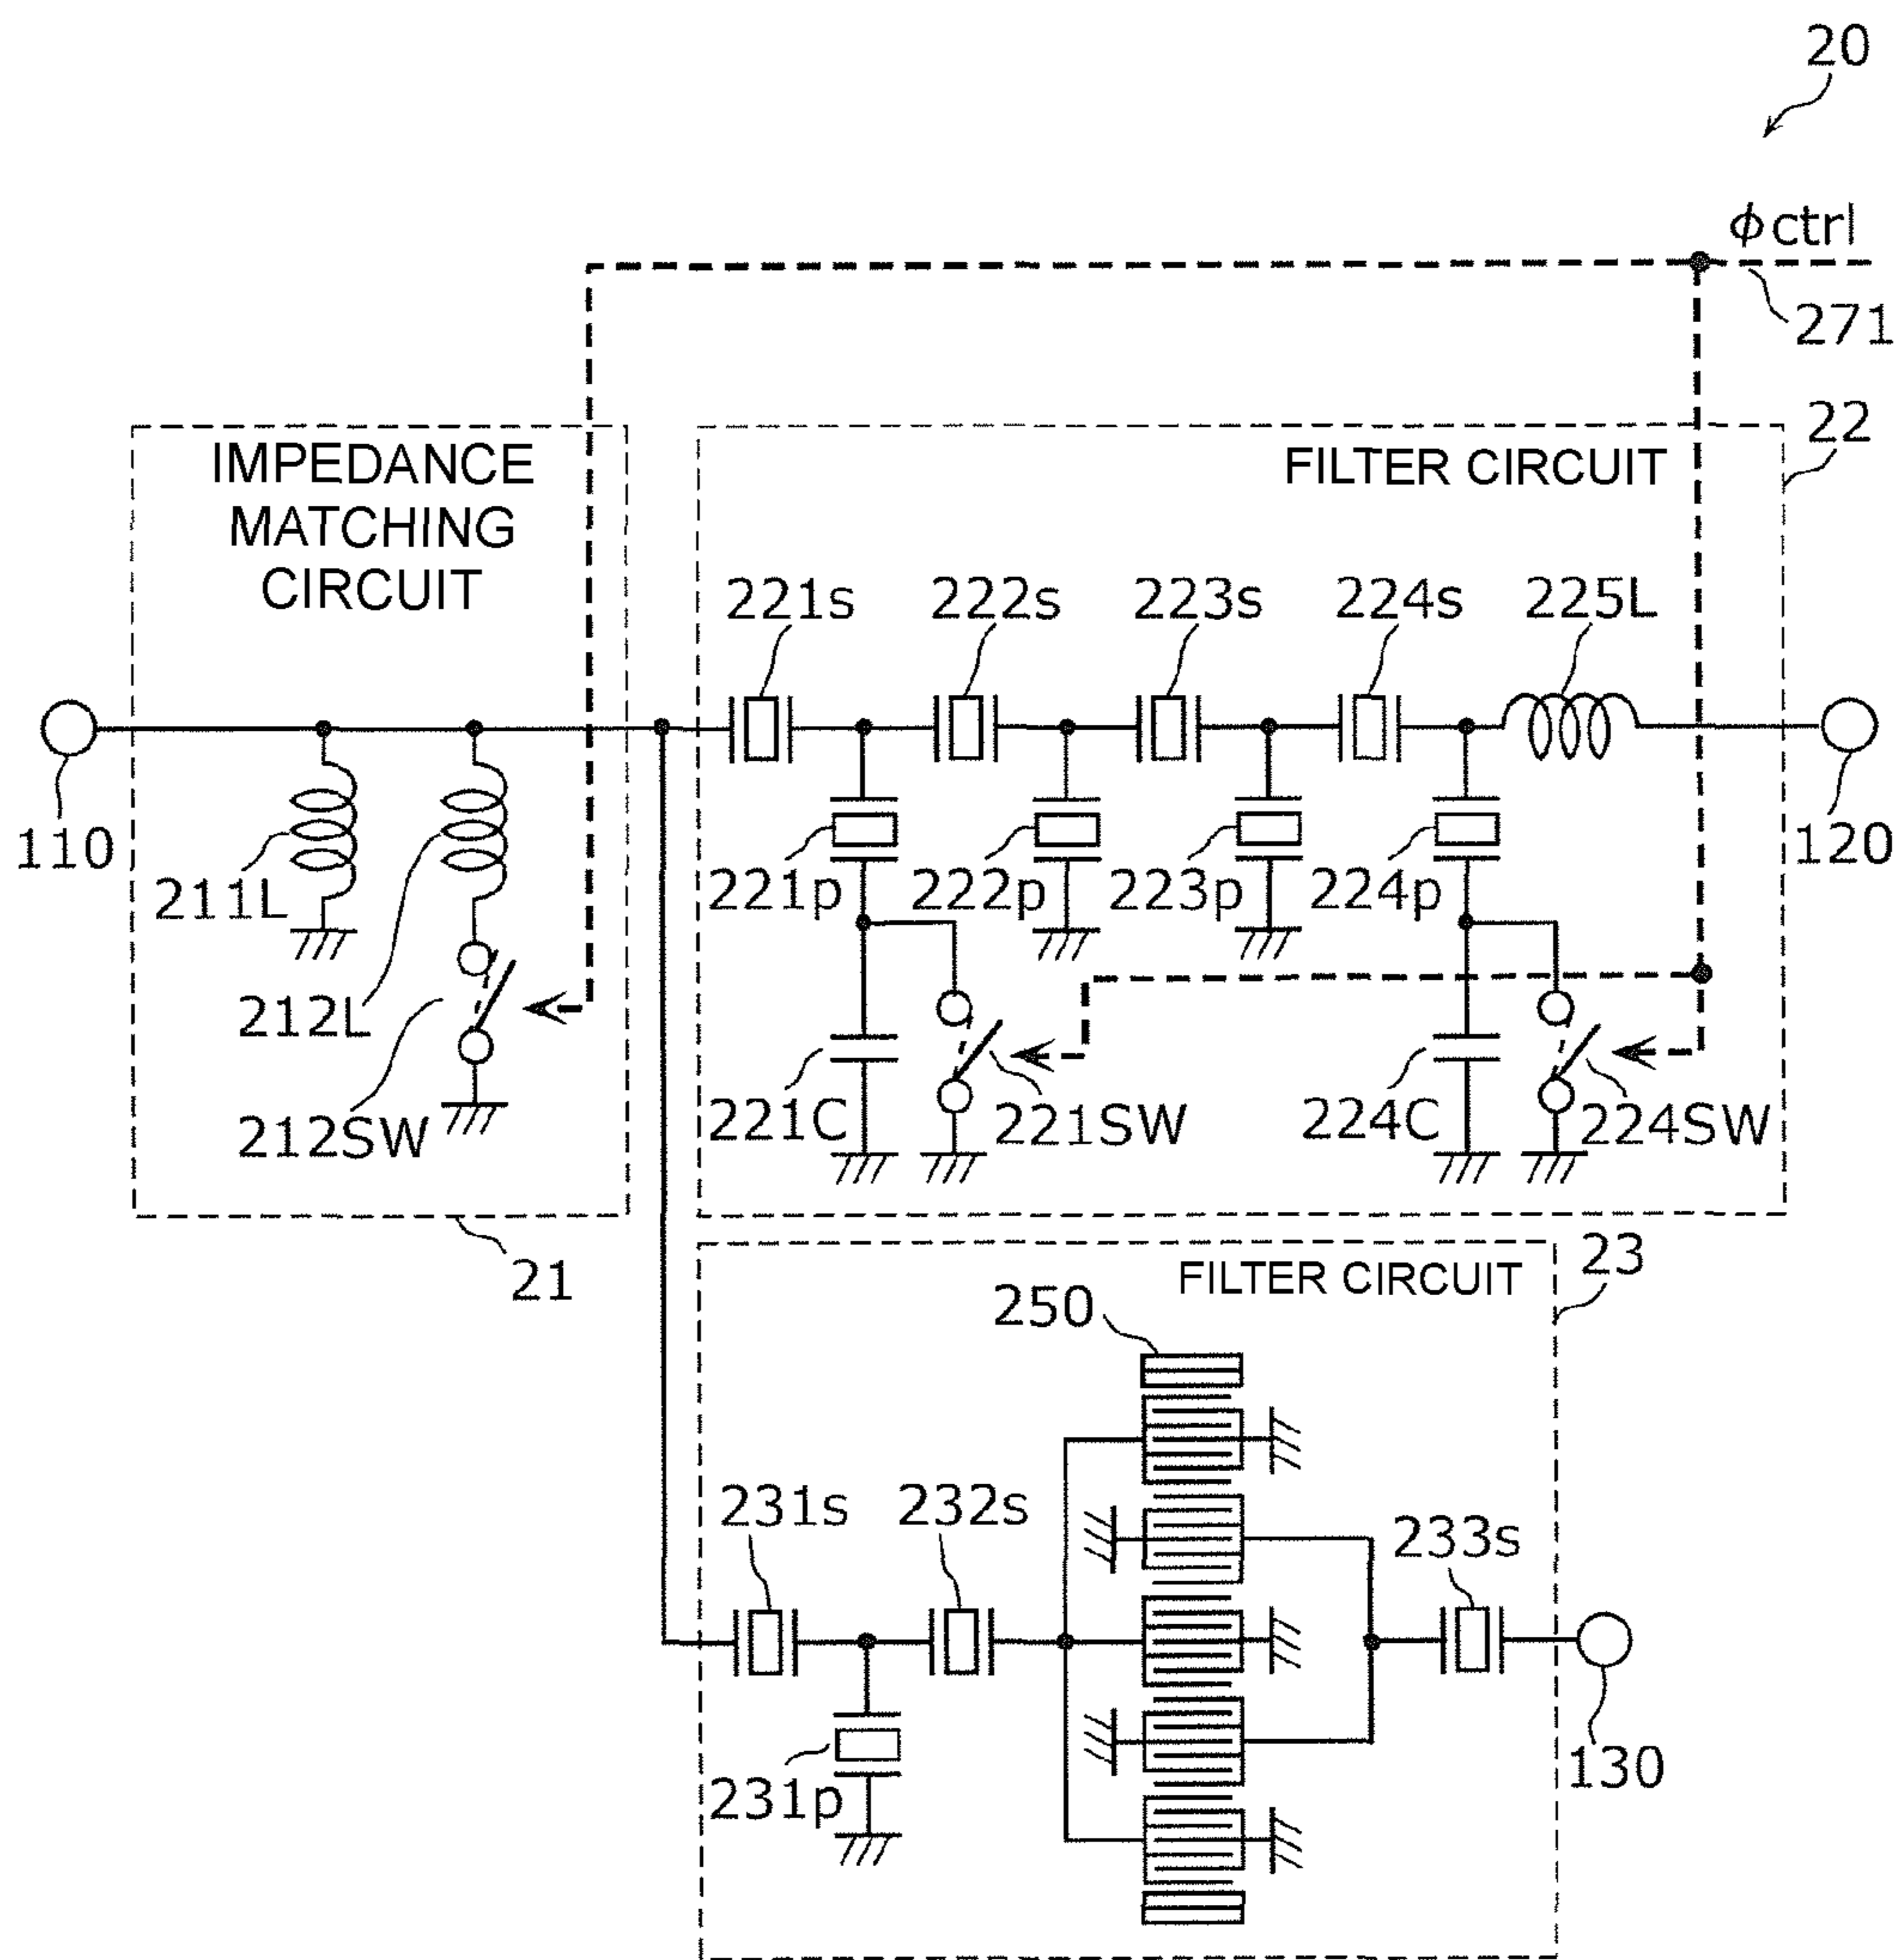 20
ϕctrl
271
22
IMPEDANCE
MATCHING
CIRCUIT
FILTER CIRCUIT
221s
222s
223s
224s
225L
110
120
211L
221p
222p
223p
224p
212L
212SW
221C
221SW
224C
224SW
21
23
FILTER CIRCUIT
250
231s
232s
233s
231p
130